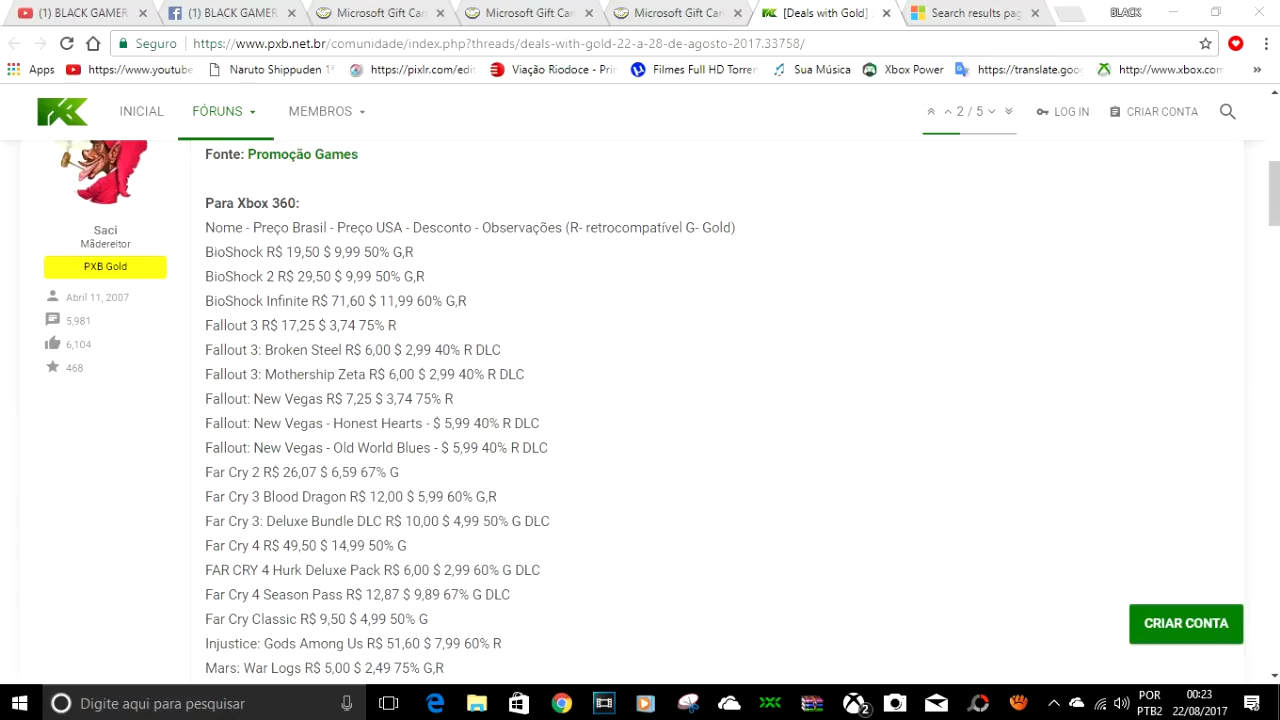 (1) BLACK GAMER
(1) BLACK GAMER
Microsoft Gift Car
Microsoft Gift Car
Microsoft Gift Car
[Deals with Gold]
Search results pag
BLACK
Seguro
https://www.pxb.net.br/comunidade/index.php?threads/deals-with-gold-22-a-28-de-agosto-2017.33758/
Apps
https://www.youtube
Naruto Shippuden 1ª
https://pixlr.com/edit
Viação Riodoce - Prin
Filmes Full HD Torren
Sua Música
Xbox Power
https://translate.goog
http://www.xbox.com
»
INICIAL
FÓRUNS
MEMBROS
2 / 5
LOG IN
CRIAR CONTA
Fonte: Promoção Games
Para Xbox 360:
Saci
Mâdereitor
PXB Gold
Abril 11, 2007
5,981
6,104
468
Nome - Preço Brasil - Preço USA - Desconto - Observações (R- retrocompatível G- Gold)
BioShock R$ 19,50 $ 9,99 50% G,R
BioShock 2 R$ 29,50 $ 9,99 50% G,R
BioShock Infinite R$ 71,60 $ 11,99 60% G,R
Fallout 3 R$ 17,25 $ 3,74 75% R
Fallout 3: Broken Steel R$ 6,00 $ 2,99 40% R DLC
Fallout 3: Mothership Zeta R$ 6,00 $ 2,99 40% R DLC
Fallout: New Vegas R$ 7,25 $ 3,74 75% R
Fallout: New Vegas - Honest Hearts - $ 5,99 40% R DLC
Fallout: New Vegas - Old World Blues - $ 5,99 40% R DLC
Far Cry 2 R$ 26,07 $ 6,59 67% G
Far Cry 3 Blood Dragon R$ 12,00 $ 5,99 60% G,R
Far Cry 3: Deluxe Bundle DLC R$ 10,00 $ 4,99 50% G DLC
Far Cry 4 R$ 49,50 $ 14,99 50% G
FAR CRY 4 Hurk Deluxe Pack R$ 6,00 $ 2,99 60% G DLC
Far Cry 4 Season Pass R$ 12,87 $ 9,89 67% G DLC
Far Cry Classic R$ 9,50 $ 4,99 50% G
Injustice: Gods Among Us R$ 51,60 $ 7,99 60% R
Mars: War Logs R$ 5,00 $ 2,49 75% G,R
CRIAR CONTA
Digite aqui para pesquisar
2
POR
PTB2
00:23
22/08/2017